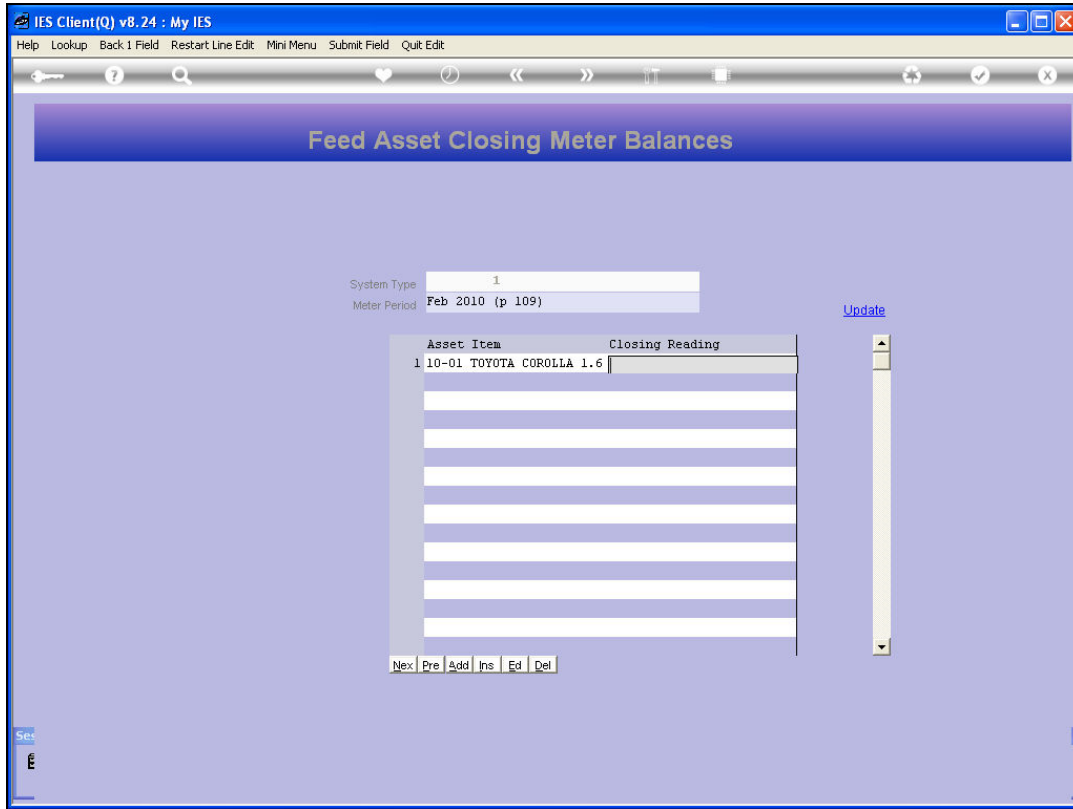 IES Client(Q) v8.24 : My IES
Help Lookup Back 1 Field Restart Line Edit Mini Menu Submit Field Quit Edit
Feed Asset Closing Meter Balances
System Type 1
Meter Period Feb 2010 (p 109)
Update
Asset Item Closing Reading
1 10-01 TOYOTA COROLLA 1.6
Nex Pre Add Ins Ed Del
Ses